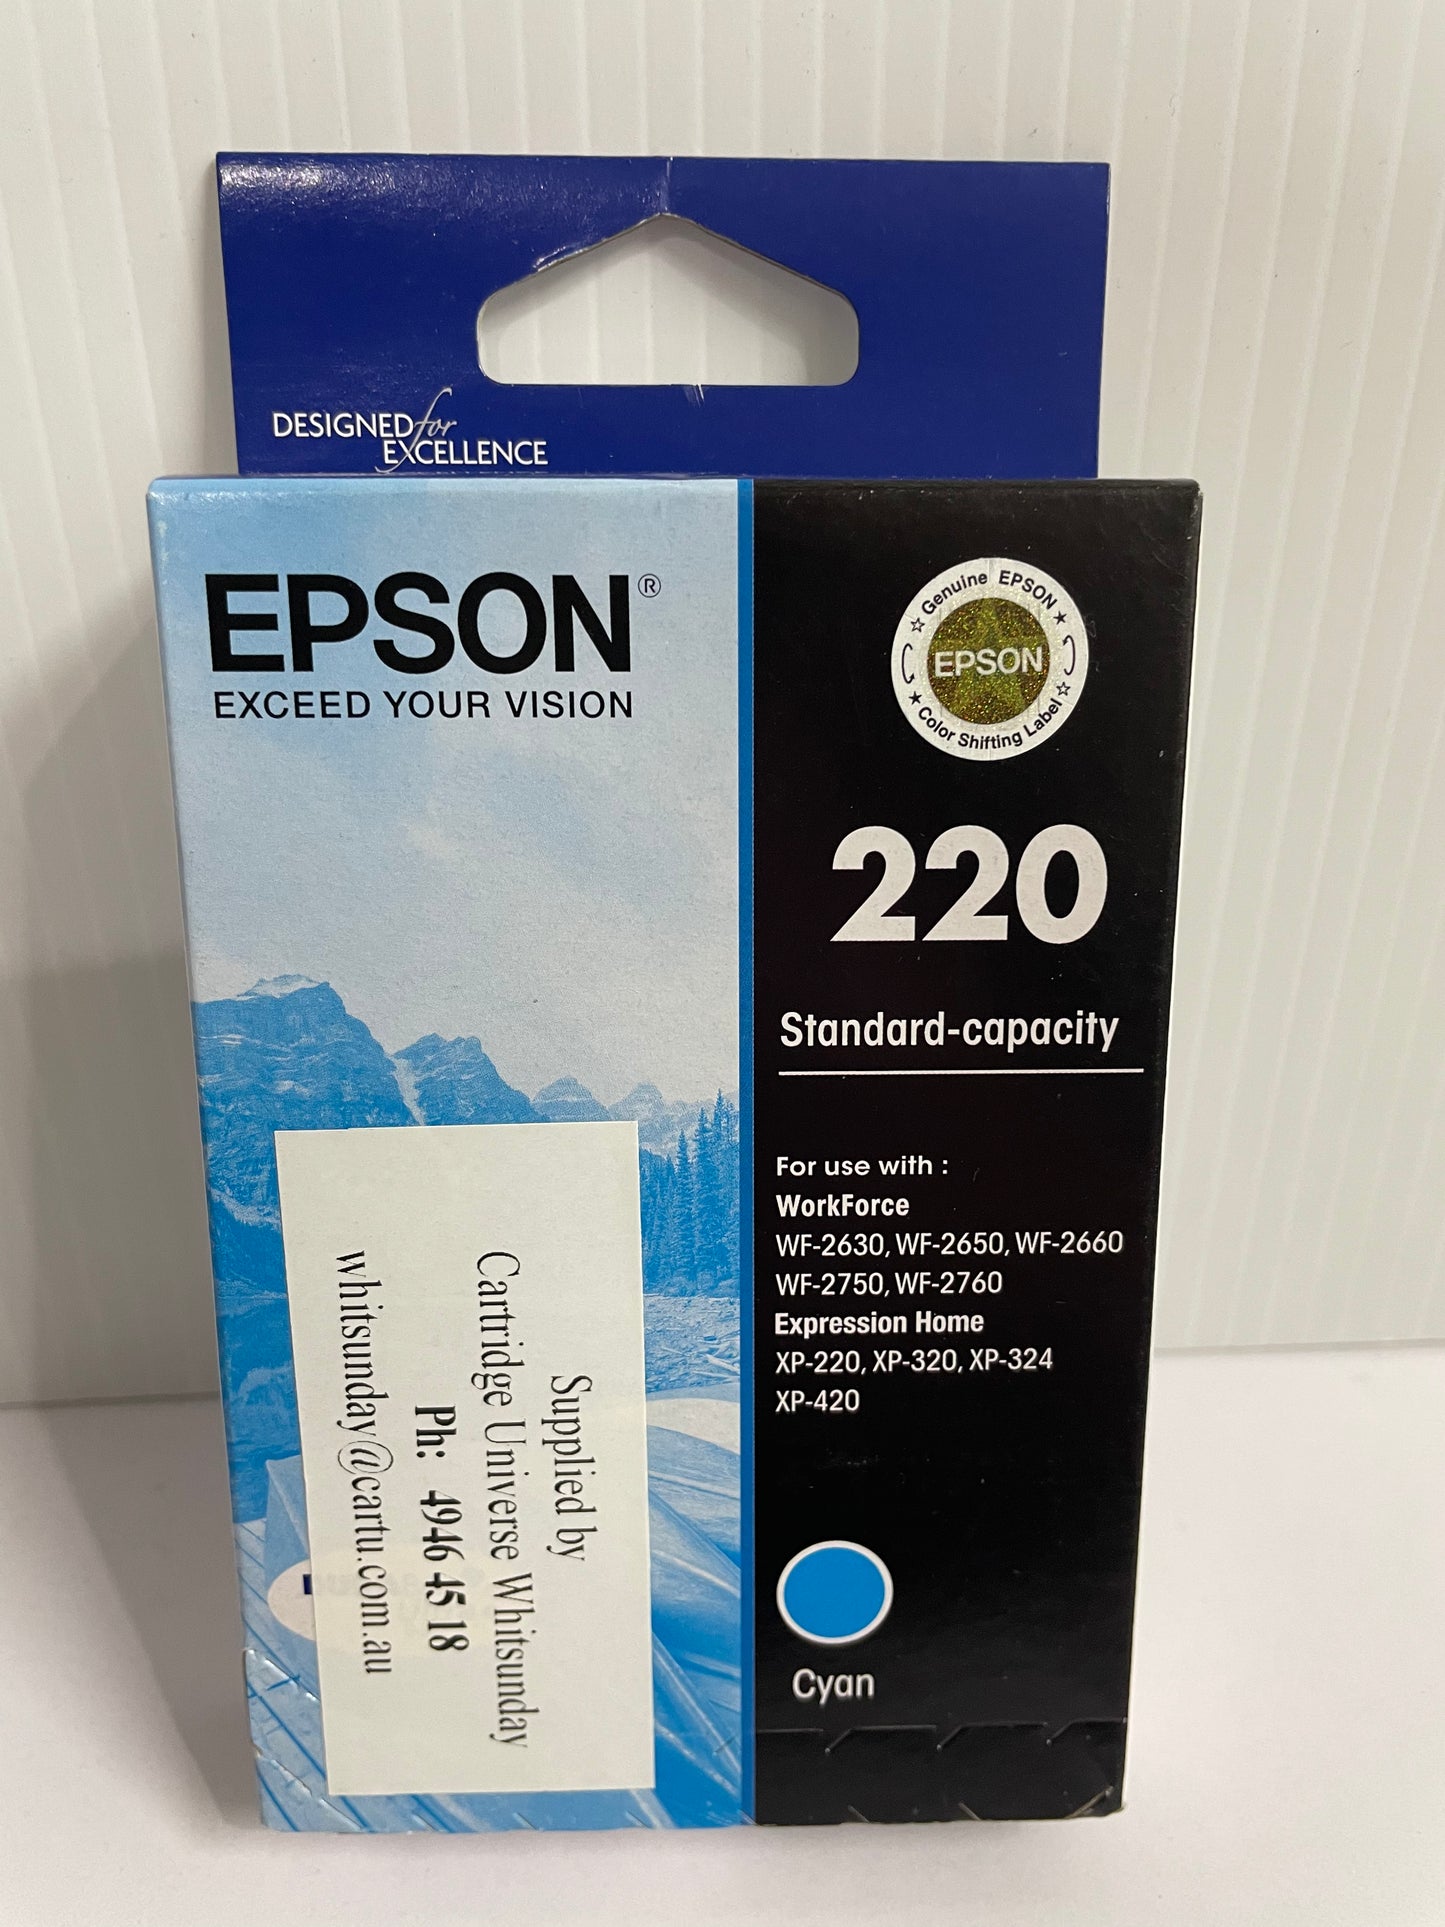 DESIGNED for
EXCELLENCE
EPSON®
EXCEED YOUR VISION
Genuine EPSON
EPSON
Color Shifting Label
220
Standard-capacity
For use with :
WorkForce
WF-2630, WF-2650, WF-2660
WF-2750, WF-2760
Expression Home
XP-220, XP-320, XP-324
XP-420
Cyan
Supplied by
Cartridge Universe Whitsunday
Ph: 4946 4518
whitsunday@cartu.com.au